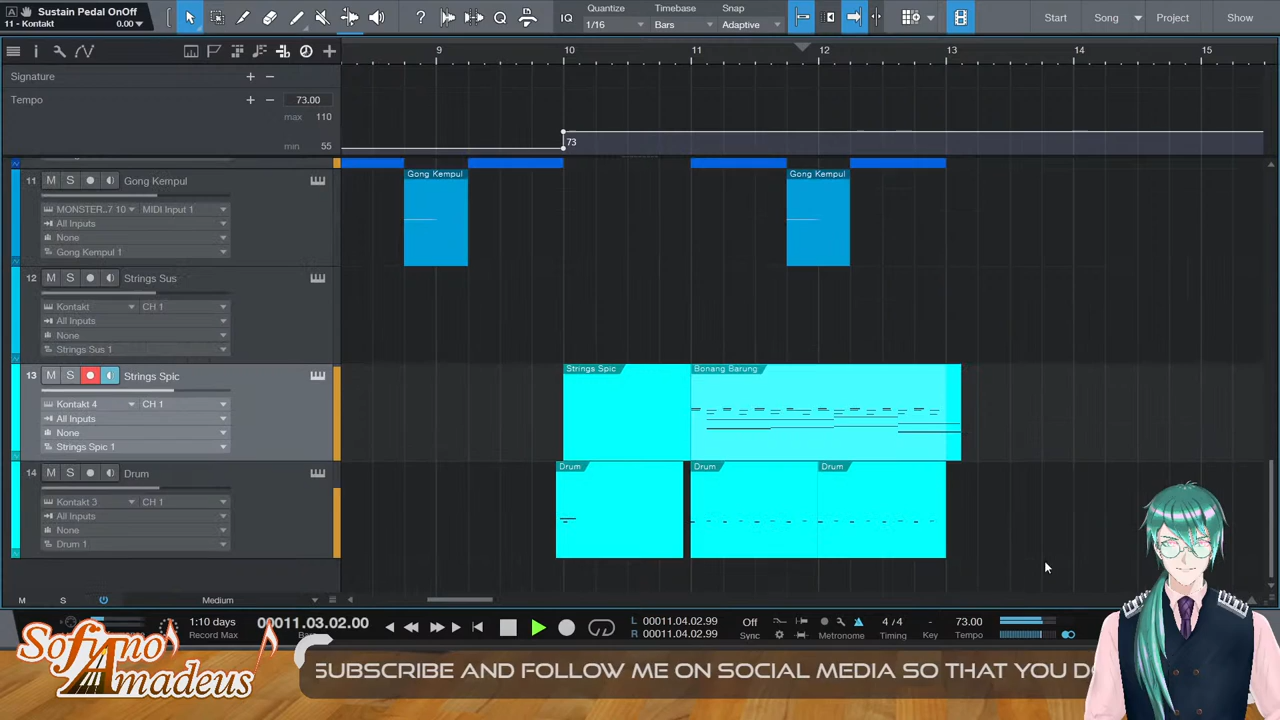 Sustain Pedal OnOff
11 - Kontakt 0.00
? IQ Quantize 1/16 Timebase Bars Snap Adaptive Start Song Project Show
9 10 11 12 13 14 15
Signature + -
Tempo + - 73.00
max 110
min 55
73
11 M S Gong Kempul
MONSTER..7 10 MIDI Input 1
All Inputs
None
Gong Kempul 1
Gong Kempul
Gong Kempul
12 M S Strings Sus
Kontakt CH 1
All Inputs
None
Strings Sus 1
13 M S Strings Spic
Kontakt 4 CH 1
All Inputs
None
Strings Spic 1
Strings Spic
Bonang Barung
14 M S Drum
Kontakt 3 CH 1
All Inputs
None
Drum 1
Drum
Drum
Drum
M S Medium
1:10 days
Record Max
00011.03.02.00
L 00011.04.02.99
R 00011.04.02.99
Off
Sync
Metronome
4 / 4
Timing
-
Key
73.00
Tempo
Sofiano Amadeus
SUBSCRIBE AND FOLLOW ME ON SOCIAL MEDIA SO THAT YOU D